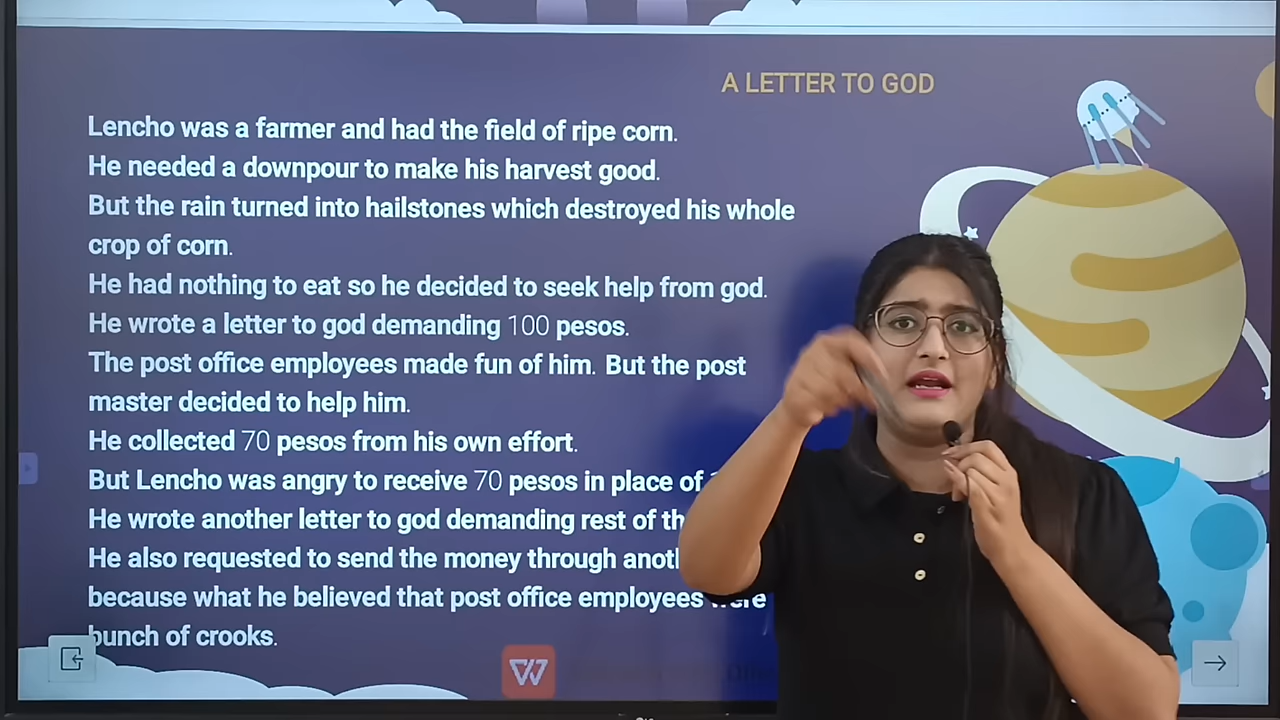 A LETTER TO GOD
Lencho was a farmer and had the field of ripe corn.
He needed a downpour to make his harvest good.
But the rain turned into hailstones which destroyed his whole
crop of corn.
He had nothing to eat so he decided to seek help from god.
He wrote a letter to god demanding 100 pesos.
The post office employees made fun of him. But the post
master decided to help him.
He collected 70 pesos from his own effort.
But Lencho was angry to receive 70 pesos in place of
He wrote another letter to god demanding rest of
He also requested to send the money through
because what he believed that post office employees were
bunch of crooks.